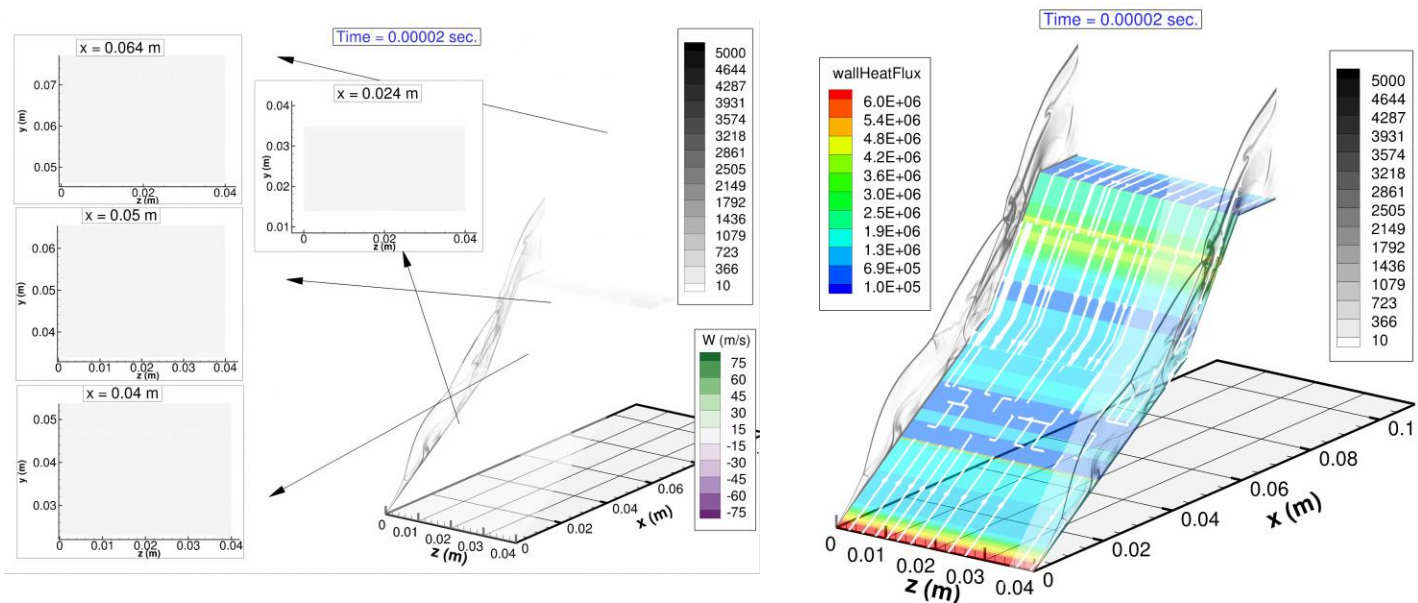 Time = 0.00002 sec.
x = 0.064 m
y (m)
0.07
0.06
0.05
0
0.02
0.04
z (m)
x = 0.024 m
y (m)
0.04
0.03
0.02
0.01
0
0.02
0.04
z (m)
x = 0.05 m
y (m)
0.06
0.05
0.04
0
0.01
0.02
0.03
0.04
z (m)
x = 0.04 m
y (m)
0.05
0.04
0.03
0
0.01
0.02
0.03
0.04
z (m)
5000
4644
4287
3931
3574
3218
2861
2505
2149
1792
1436
1079
723
366
10
W (m/s)
75
60
45
30
15
-15
-30
-45
-60
-75
0
0.01
0.02
0.03
0.04
z (m)
0
0.02
0.04
0.06
x (m)
Time = 0.00002 sec.
wallHeatFlux
6.0E+06
5.4E+06
4.8E+06
4.2E+06
3.6E+06
3.0E+06
2.5E+06
1.9E+06
1.3E+06
6.9E+05
1.0E+05
5000
4644
4287
3931
3574
3218
2861
2505
2149
1792
1436
1079
723
366
10
0
0.01
0.02
0.03
0.04
z (m)
0
0.02
0.04
0.06
0.08
0.1
x (m)